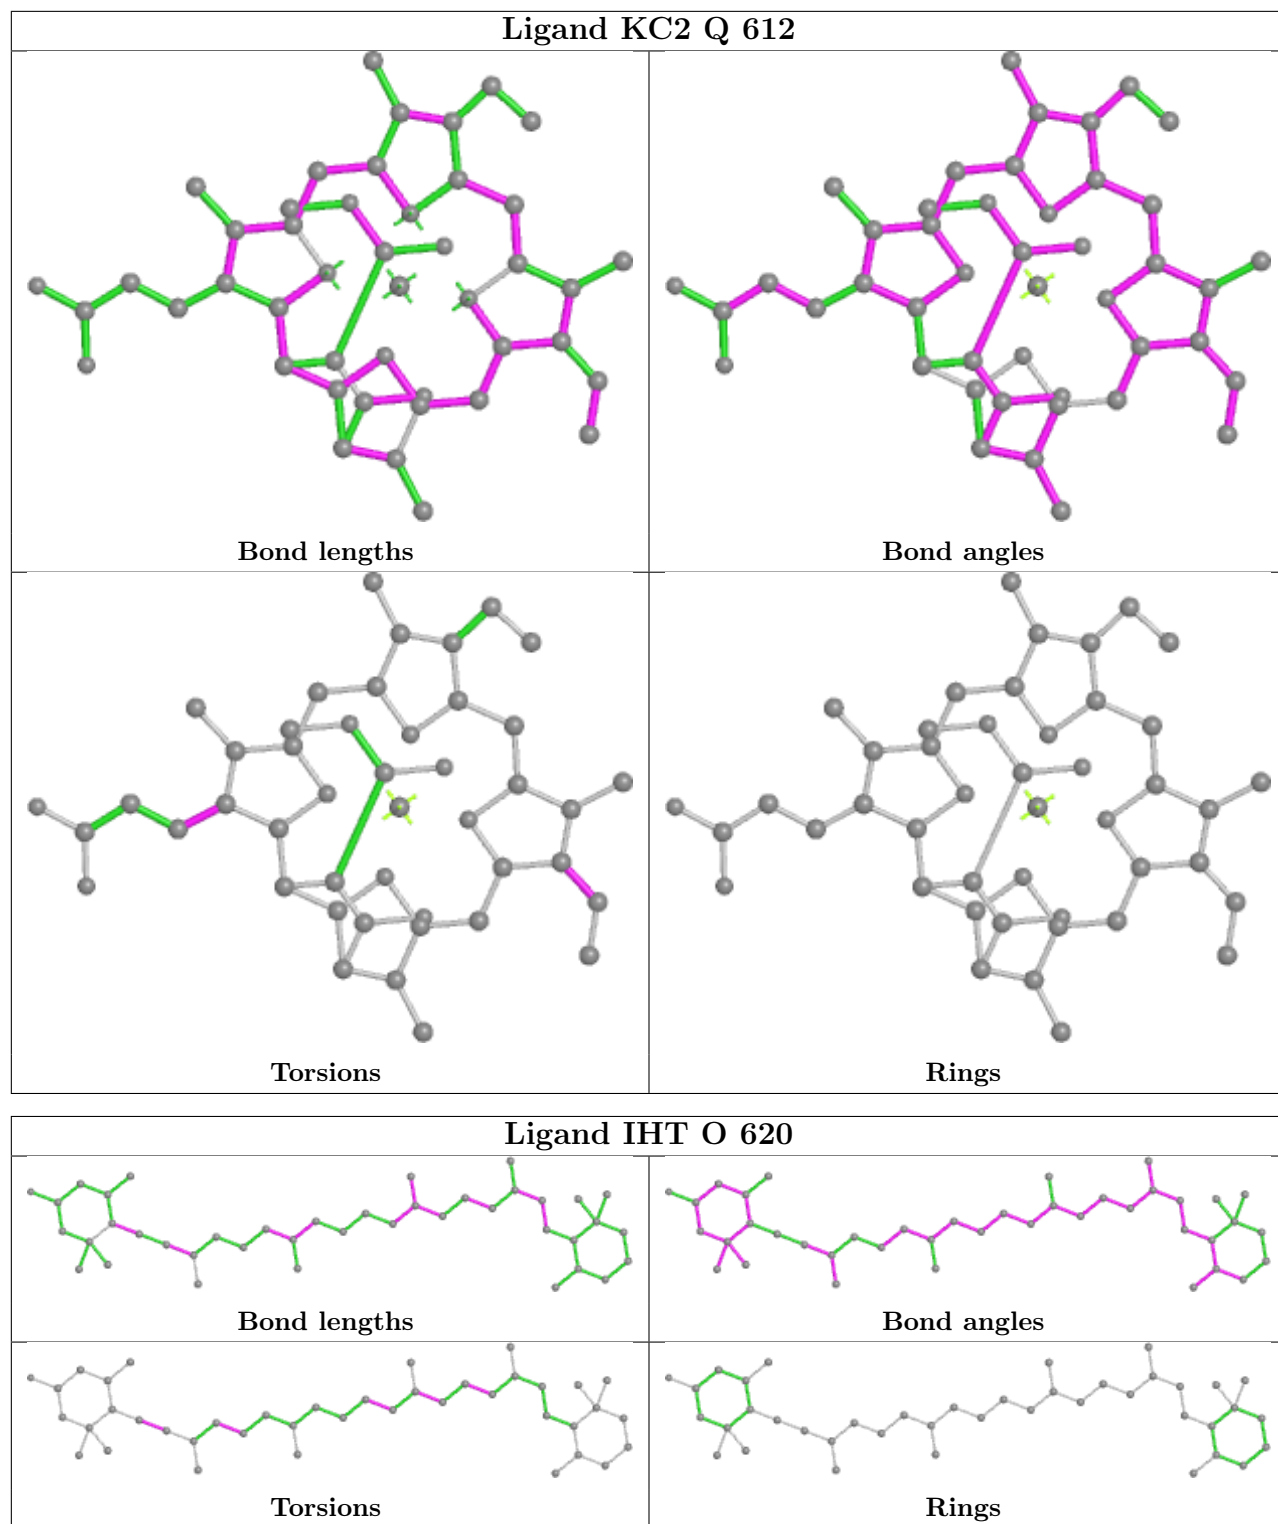 Ligand KC2 Q 612
Bond lengths
Bond angles
Torsions
Rings
Ligand IHT O 620
Bond lengths
Bond angles
Torsions
Rings